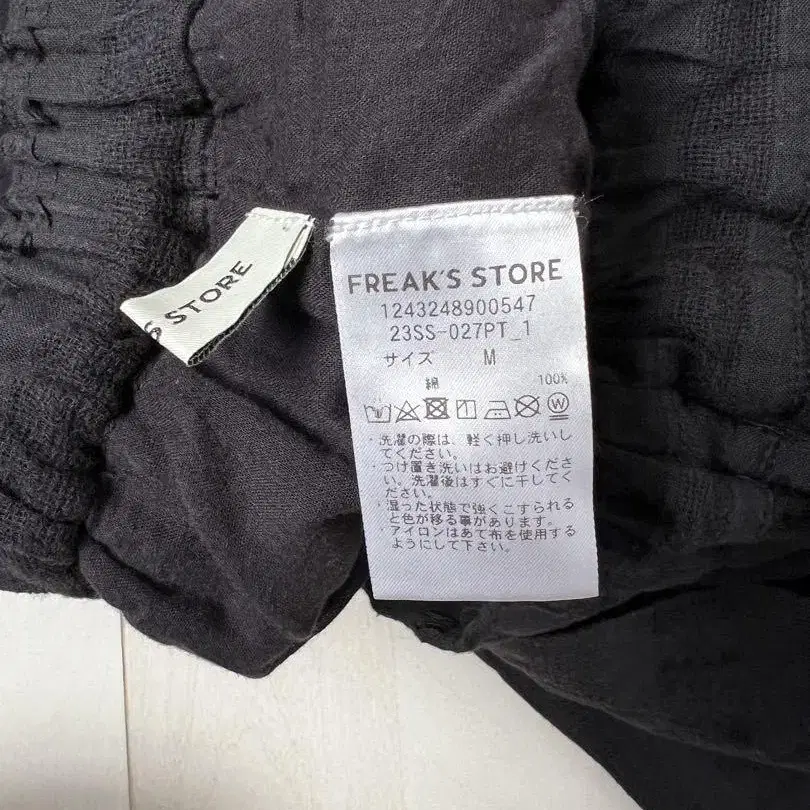 S STORE
FREAK'S STORE
1243248900547
23SS-027PT_1
サイズ M
綿 100%
・洗濯の際は、軽く押し洗いし
てください。
・つけ置き洗いはお避けくださ
い。洗濯後はすぐに干してく
ださい。
・湿った状態で強くこすられる
と色が移る事があります。
・アイロンはあて布を使用する
ようにして下さい。